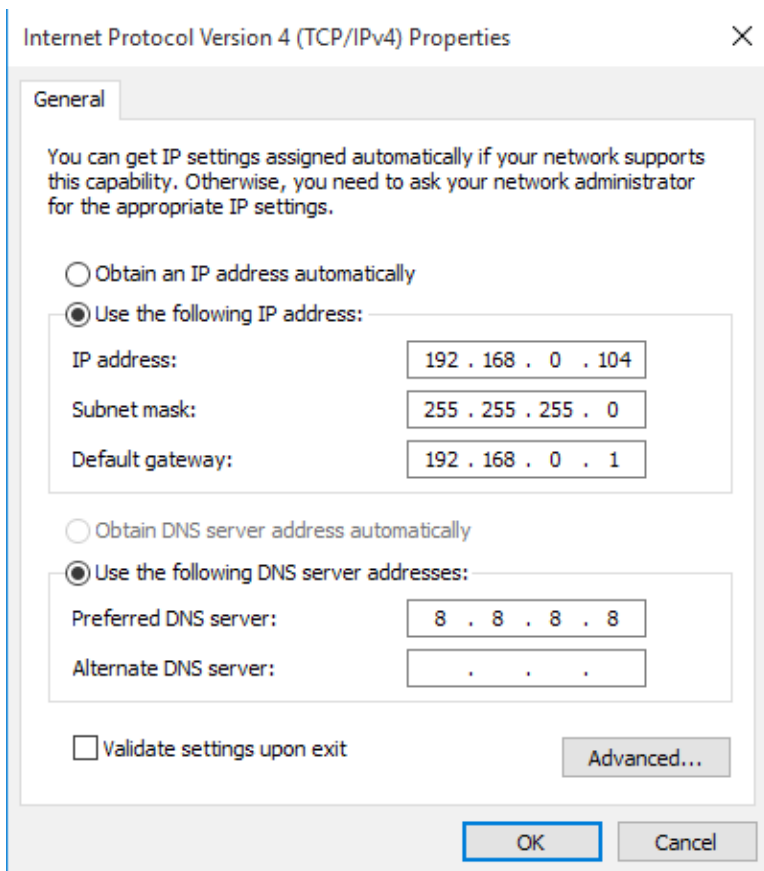 Internet Protocol Version 4 (TCP/IPv4) Properties
General
You can get IP settings assigned automatically if your network supports
this capability. Otherwise, you need to ask your network administrator
for the appropriate IP settings.
Obtain an IP address automatically
Use the following IP address:
IP address: 192 . 168 . 0 . 104
Subnet mask: 255 . 255 . 255 . 0
Default gateway: 192 . 168 . 0 . 1
Obtain DNS server address automatically
Use the following DNS server addresses:
Preferred DNS server: 8 . 8 . 8 . 8
Alternate DNS server: . . .
Validate settings upon exit
Advanced...
OK Cancel